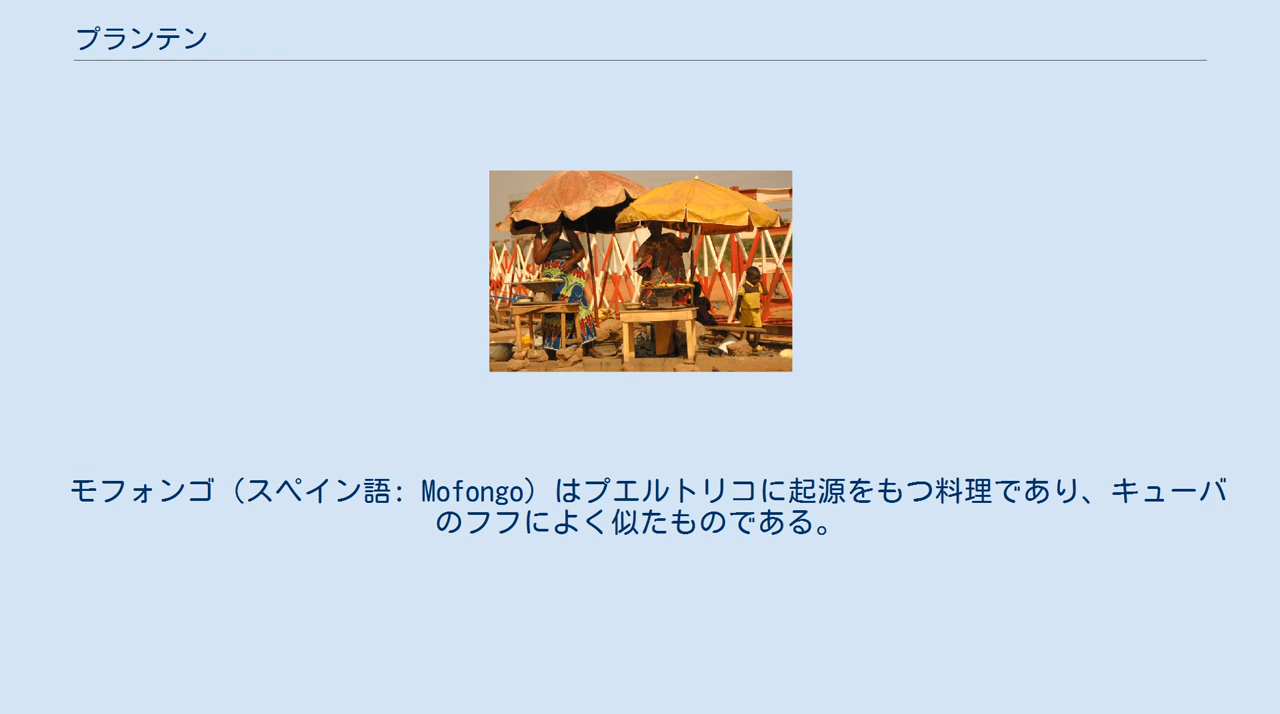 プランテン
モフォンゴ（スペイン語: Mofongo）はプエルトリコに起源をもつ料理であり、キューバ
のフフによく似たものである。